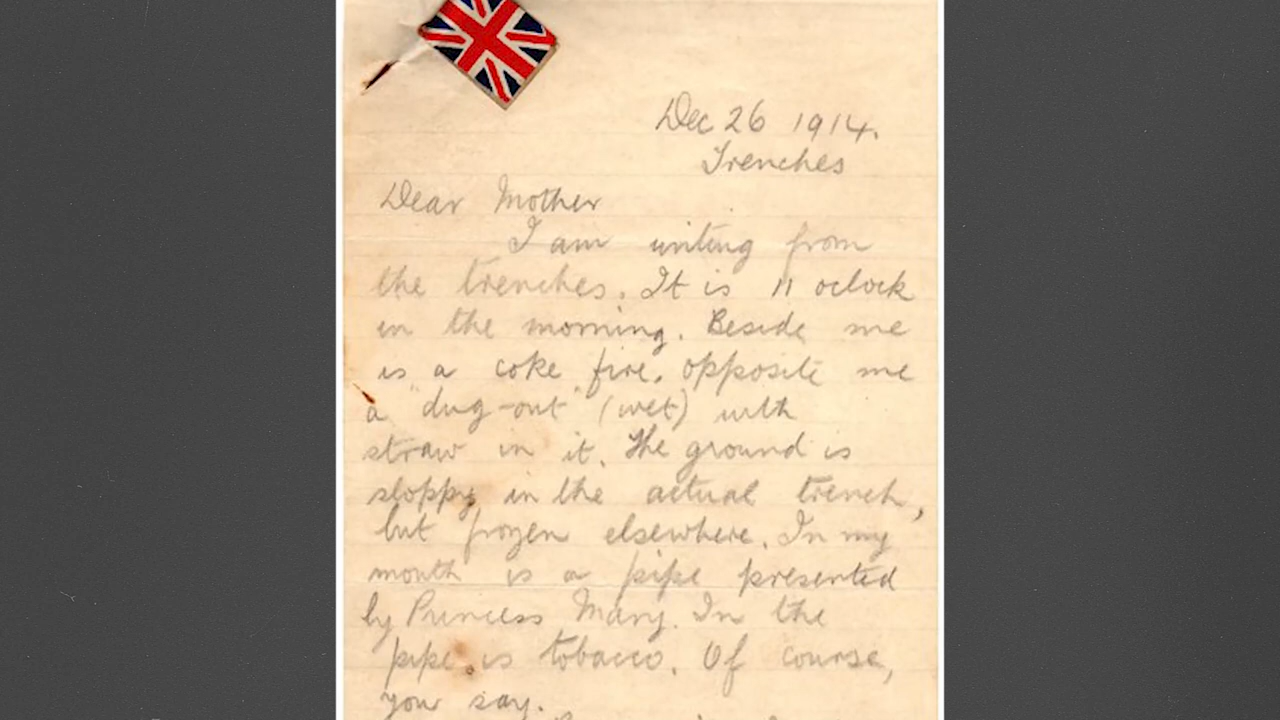 Dec 26 1914.
Trenches
Dear Mother
I am writing from
the trenches. It is 11 oclock
in the morning. Beside me
is a coke fire, opposite me
a "dug-out" (wet) with
straw in it. The ground is
sloppy in the actual trench,
but frozen elsewhere. In my
mouth is a pipe presented
by Princess Mary. In the
pipe is tobacco. Of course,
you say.